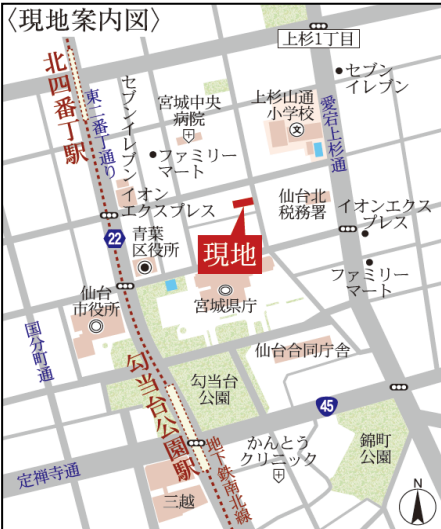 〈現地案内図〉
上杉1丁目
北四番丁駅
東二番丁通り
セブンイレブン
宮城中央
病院
上杉山通
小学校
文
セブン
イレブン
愛宕上杉通
ファミリー
マート
イオン
エクスプレス
仙台北
税務署
イオンエクス
プレス
22
青葉
区役所
現地
ファミリー
マート
仙台
市役所
宮城県庁
国分町通
勾当台公園駅
仙台合同庁舎
勾当台
公園
45
定禅寺通
地下鉄南北線
かんとう
クリニック
錦町
公園
三越
N